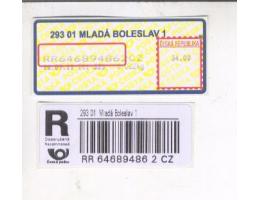 293 01 MLADÁ BOLESLAV 1
ČESKÁ REPUBLIKA
RR646894862CZ
34.00
293 01 Mladá Boleslav 1
R
Doporučeně
Recommandé
Česká pošta
RR 64689486 2 CZ